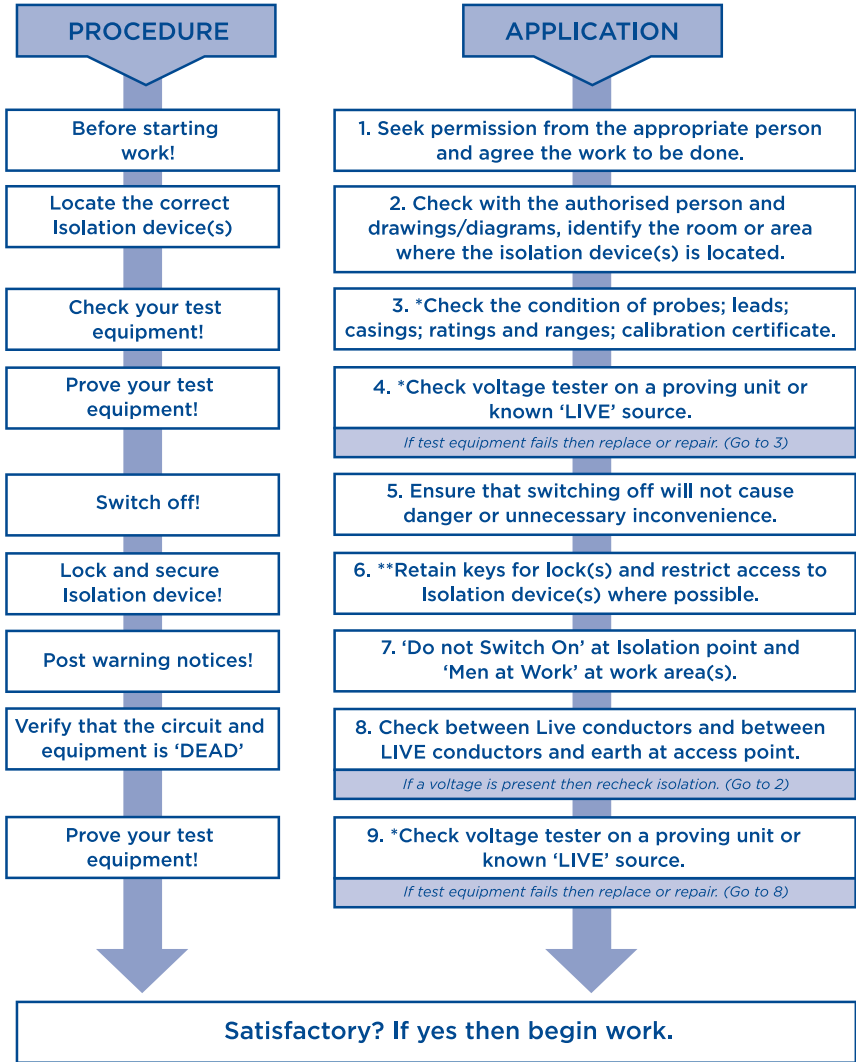 PROCEDURE
APPLICATION
Before starting
work!
1. Seek permission from the appropriate person
and agree the work to be done.
Locate the correct
Isolation device(s)
2. Check with the authorised person and
drawings/diagrams, identify the room or area
where the isolation device(s) is located.
Check your test
equipment!
3. *Check the condition of probes; leads;
casings; ratings and ranges; calibration certificate.
Prove your test
equipment!
4. *Check voltage tester on a proving unit or
known ‘LIVE’ source.
If test equipment fails then replace or repair. (Go to 3)
Switch off!
5. Ensure that switching off will not cause
danger or unnecessary inconvenience.
Lock and secure
Isolation device!
6. **Retain keys for lock(s) and restrict access to
Isolation device(s) where possible.
Post warning notices!
7. ‘Do not Switch On’ at Isolation point and
‘Men at Work’ at work area(s).
Verify that the circuit and
equipment is ‘DEAD’
8. Check between Live conductors and between
LIVE conductors and earth at access point.
If a voltage is present then recheck isolation. (Go to 2)
Prove your test
equipment!
9. *Check voltage tester on a proving unit or
known ‘LIVE’ source.
If test equipment fails then replace or repair. (Go to 8)
Satisfactory? If yes then begin work.